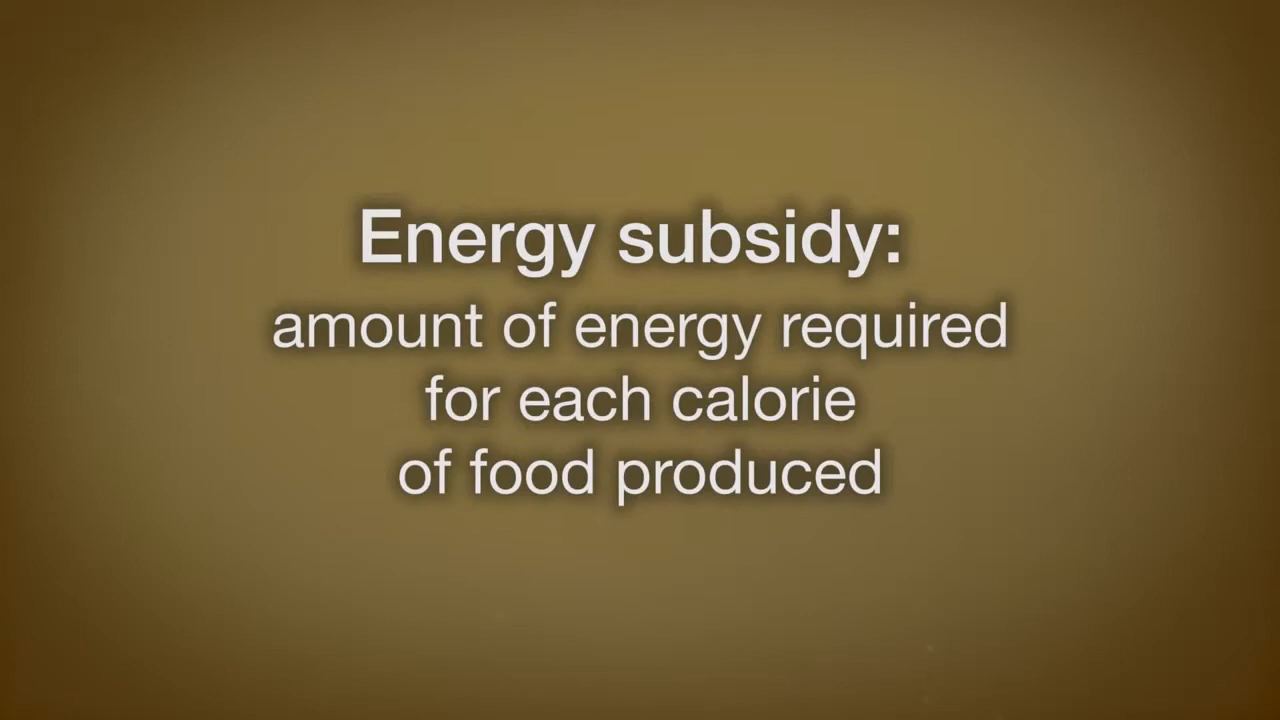 Energy subsidy:
amount of energy required
for each calorie
of food produced